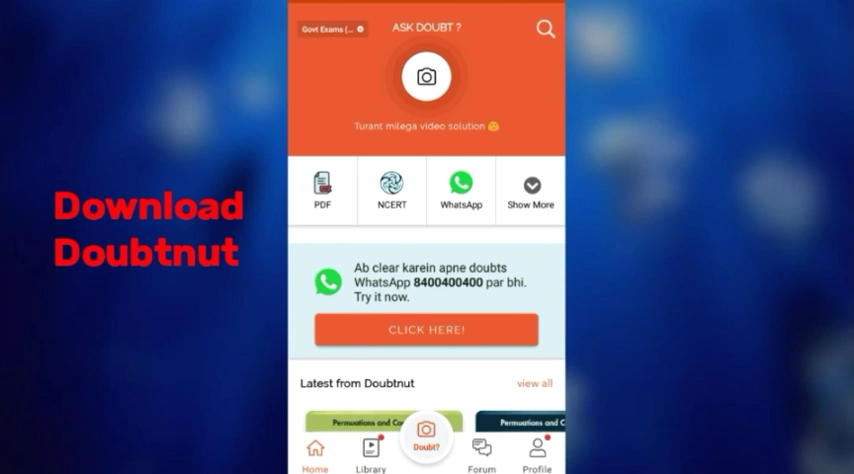 Govt Exams (...
ASK DOUBT ?
Turant milega video solution
PDF
NCERT
WhatsApp
Show More
Download
Doubtnut
Ab clear karein apne doubts
WhatsApp 8400400400 par bhi.
Try it now.
CLICK HERE!
Latest from Doubtnut
view all
Permuations and Co
Permuations and C
Doubt?
Home
Library
Forum
Profile